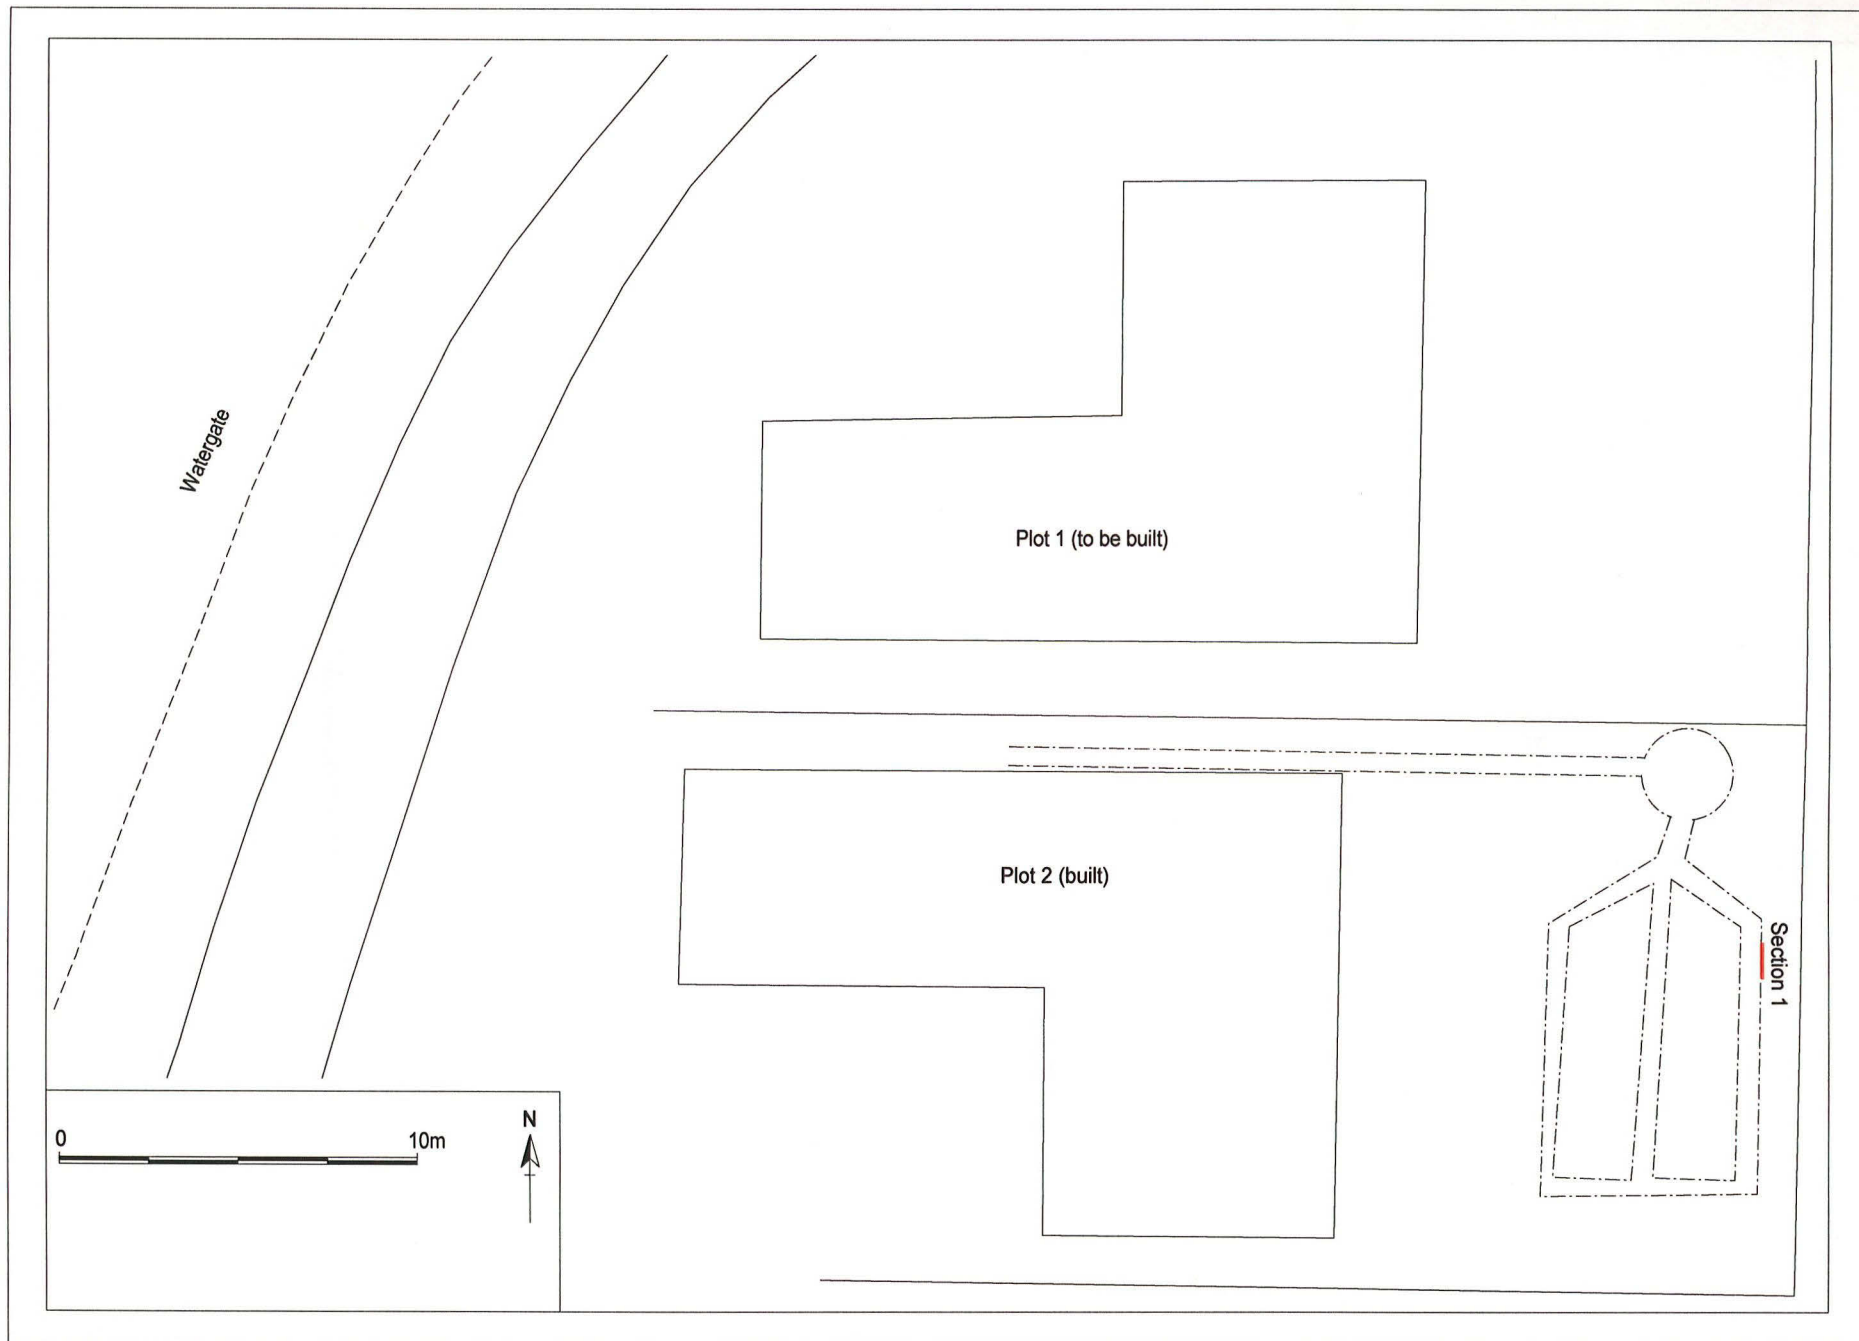 Watergate
Plot 1 (to be built)
Plot 2 (built)
Section 1
0 10m
N